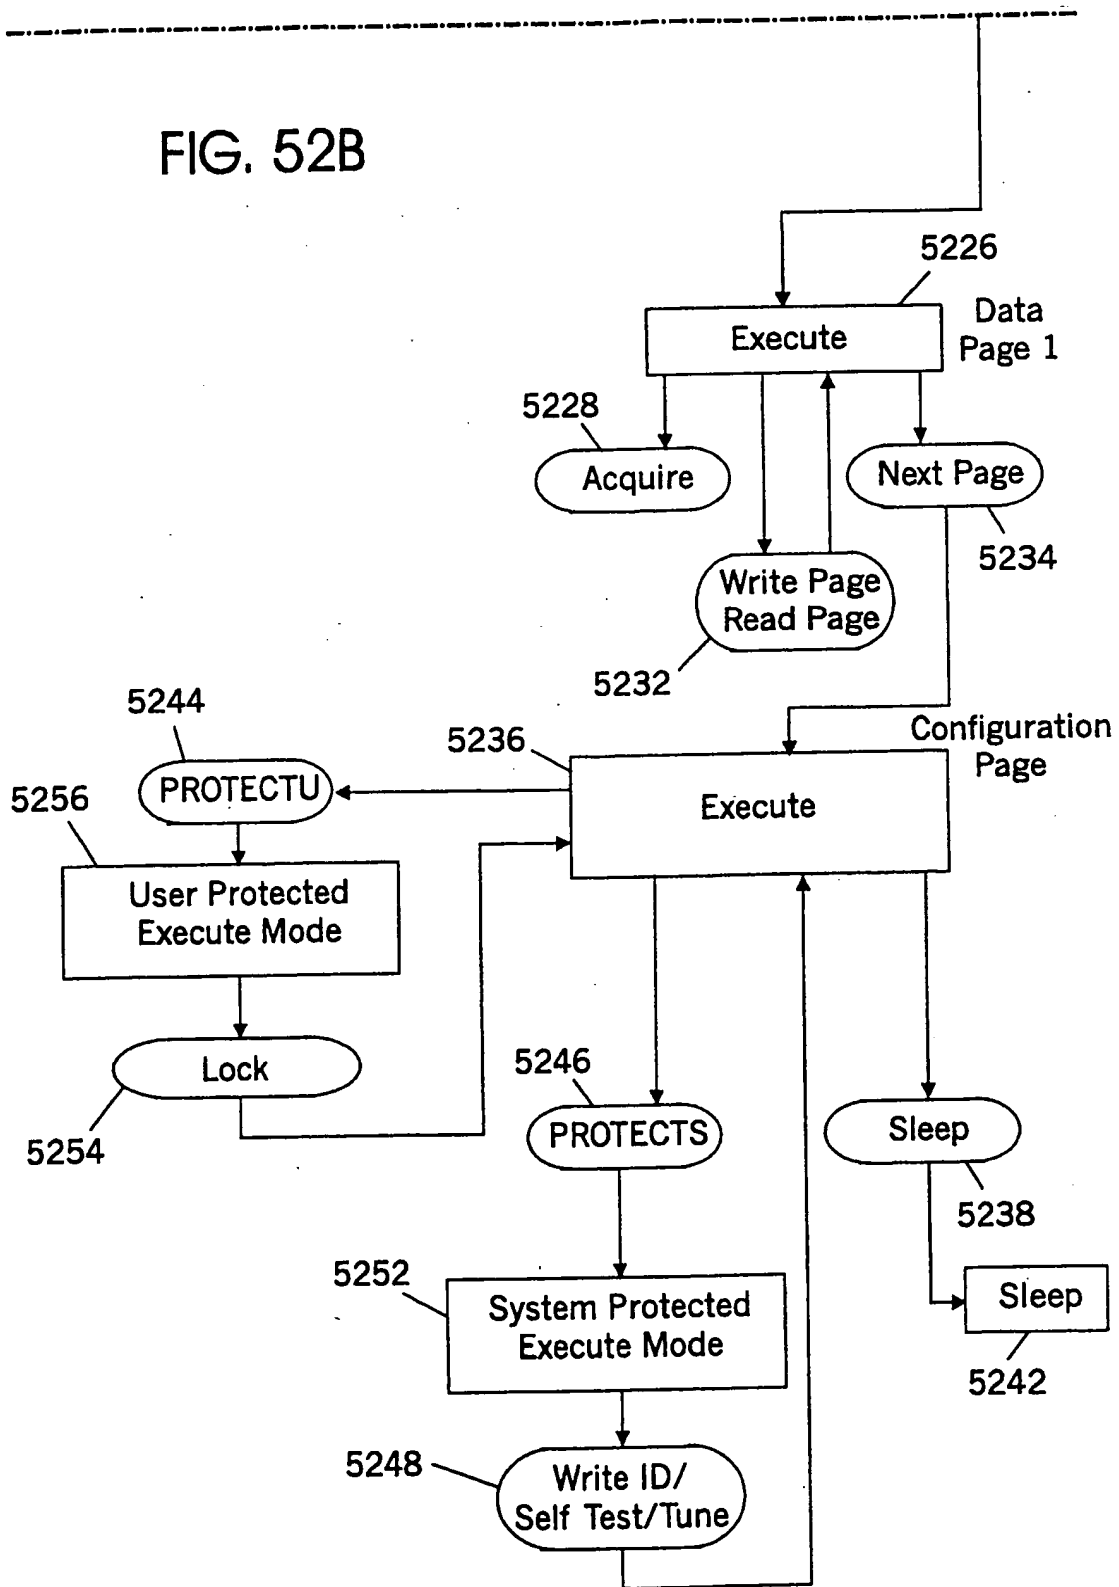 FIG. 52B
5226
Execute
Data
Page 1
5228
Acquire
Next Page
5234
Write Page
Read Page
5232
5244
5236
Configuration
Page
PROTECTU
5256
Execute
User Protected
Execute Mode
Lock
5254
5246
PROTECTS
Sleep
5238
5252
System Protected
Execute Mode
Sleep
5242
5248
Write ID/
Self Test/Tune